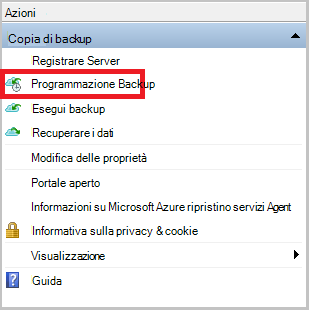 Azioni
Copia di backup
Registrare Server
Programmazione Backup
Esegui backup
Recuperare i dati
Modifica delle proprietà
Portale aperto
Informazioni su Microsoft Azure ripristino servizi Agent
Informativa sulla privacy & cookie
Visualizzazione
Guida